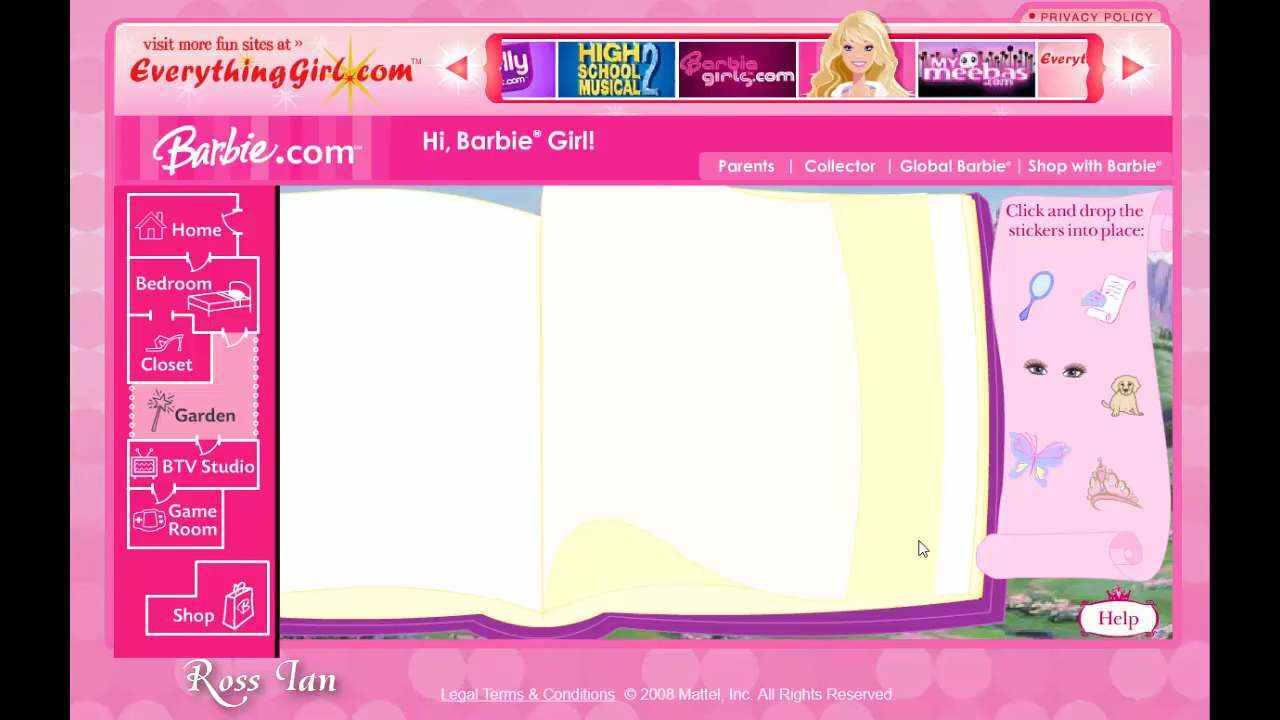 PRIVACY POLICY
visit more fun sites at »
EverythingGirl.com™
lly
.com
HIGH SCHOOL MUSICAL 2
Barbie girls.com
MY meebas .com
Everyt
Barbie.com
Hi, Barbie® Girl!
Parents | Collector | Global Barbie® | Shop with Barbie®
Home
Bedroom
Closet
Garden
BTV Studio
Game
Room
Shop
B
Click and drop the
stickers into place:
Help
Ross Ian
Legal Terms & Conditions © 2008 Mattel, Inc. All Rights Reserved.